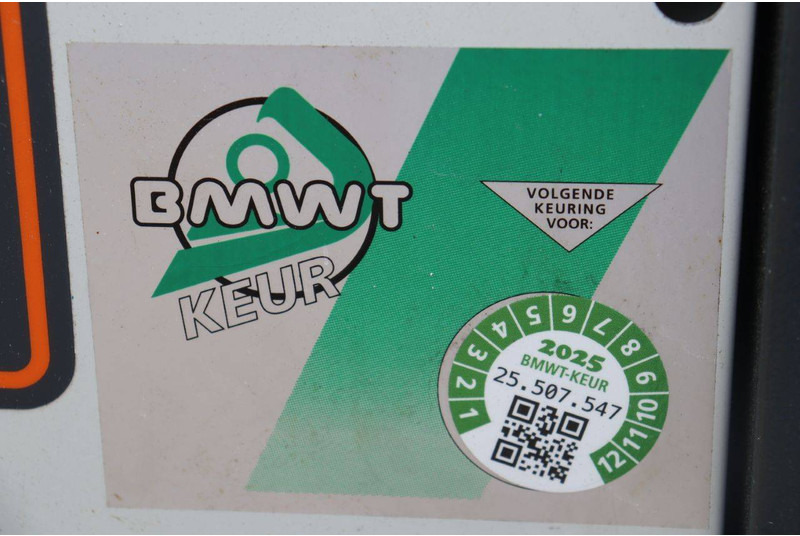 BMWT
KEUR
VOLGENDE
KEURING
VOOR:
1 2 3 4 5 6 7 8 9 10 11 12
2025
BMWT-KEUR
25.507.547